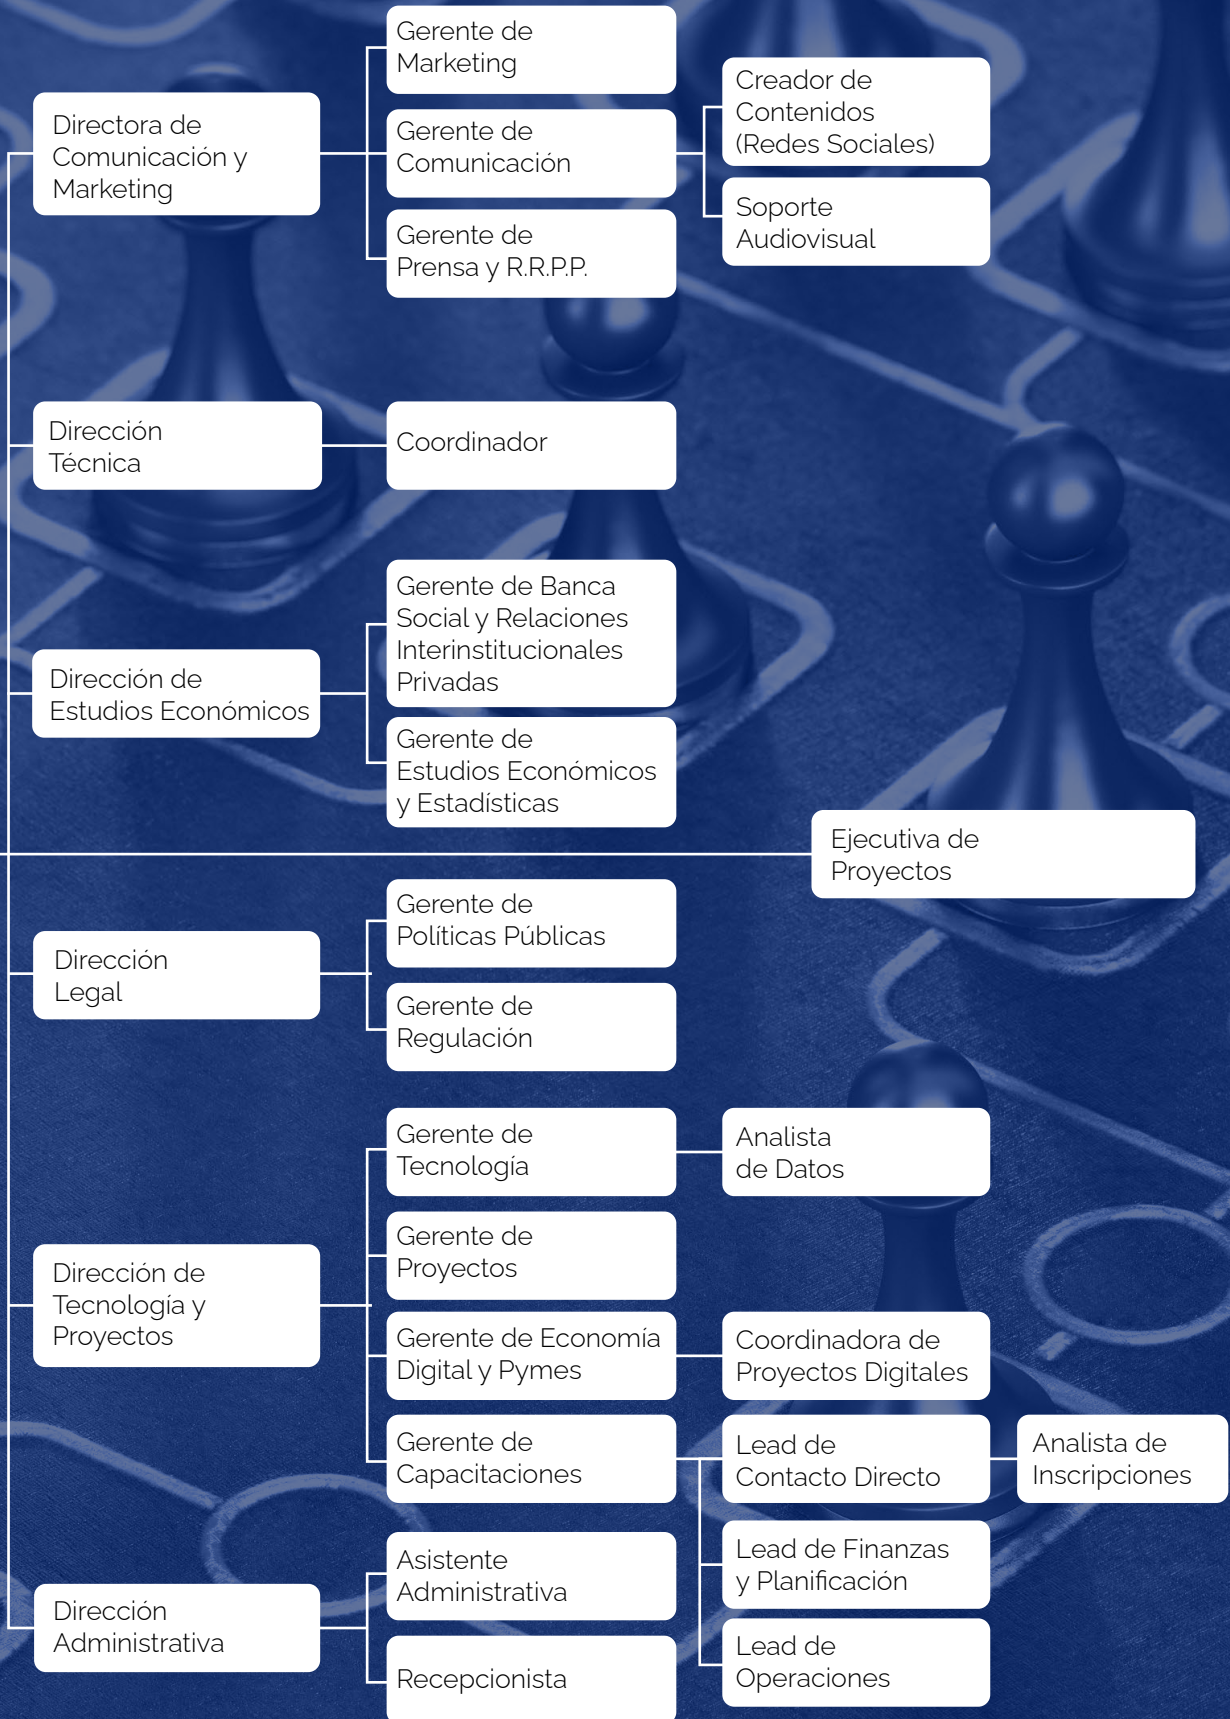 Directora de
Comunicación y
Marketing
Gerente de
Marketing
Gerente de
Comunicación
Gerente de
Prensa y R.R.P.P.
Creador de
Contenidos
(Redes Sociales)
Soporte
Audiovisual
Dirección
Técnica
Coordinador
Dirección de
Estudios Económicos
Gerente de Banca
Social y Relaciones
Interinstitucionales
Privadas
Gerente de
Estudios Económicos
y Estadísticas
Ejecutiva de
Proyectos
Dirección
Legal
Gerente de
Políticas Públicas
Gerente de
Regulación
Dirección de
Tecnología y
Proyectos
Gerente de
Tecnología
Analista
de Datos
Gerente de
Proyectos
Gerente de Economía
Digital y Pymes
Coordinadora de
Proyectos Digitales
Gerente de
Capacitaciones
Lead de
Contacto Directo
Analista de
Inscripciones
Lead de Finanzas
y Planificación
Lead de
Operaciones
Dirección
Administrativa
Asistente
Administrativa
Recepcionista